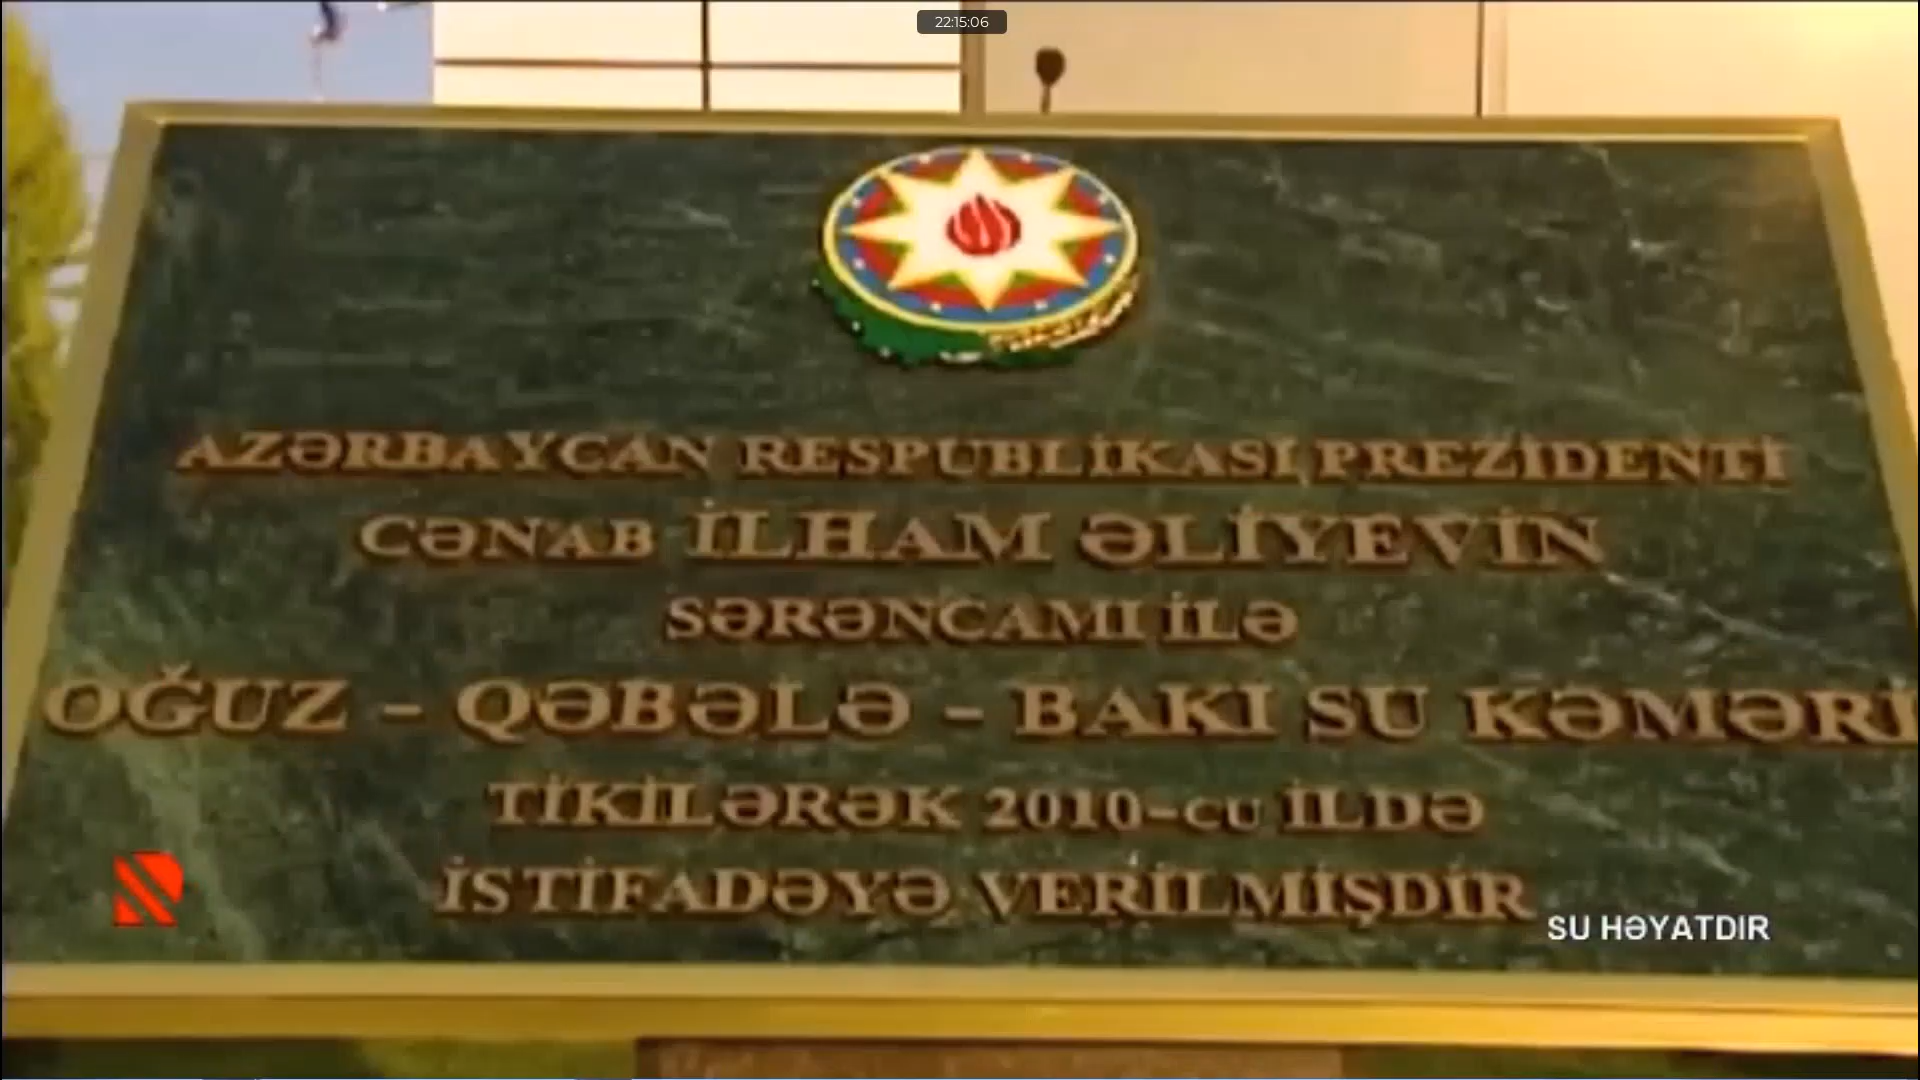 22:15:06
AZƏRBAYCAN RESPUBLİKASI PREZİDENTİ
CƏNAB İLHAM ƏLİYEVİN
SƏRƏNCAMI İLƏ
OĞUZ - QƏBƏLƏ - BAKI SU KƏMƏRİ
TİKİLƏRƏK 2010-CU İLDƏ
İSTİFADƏYƏ VERİLMİŞDİR
SU HƏYATDIR